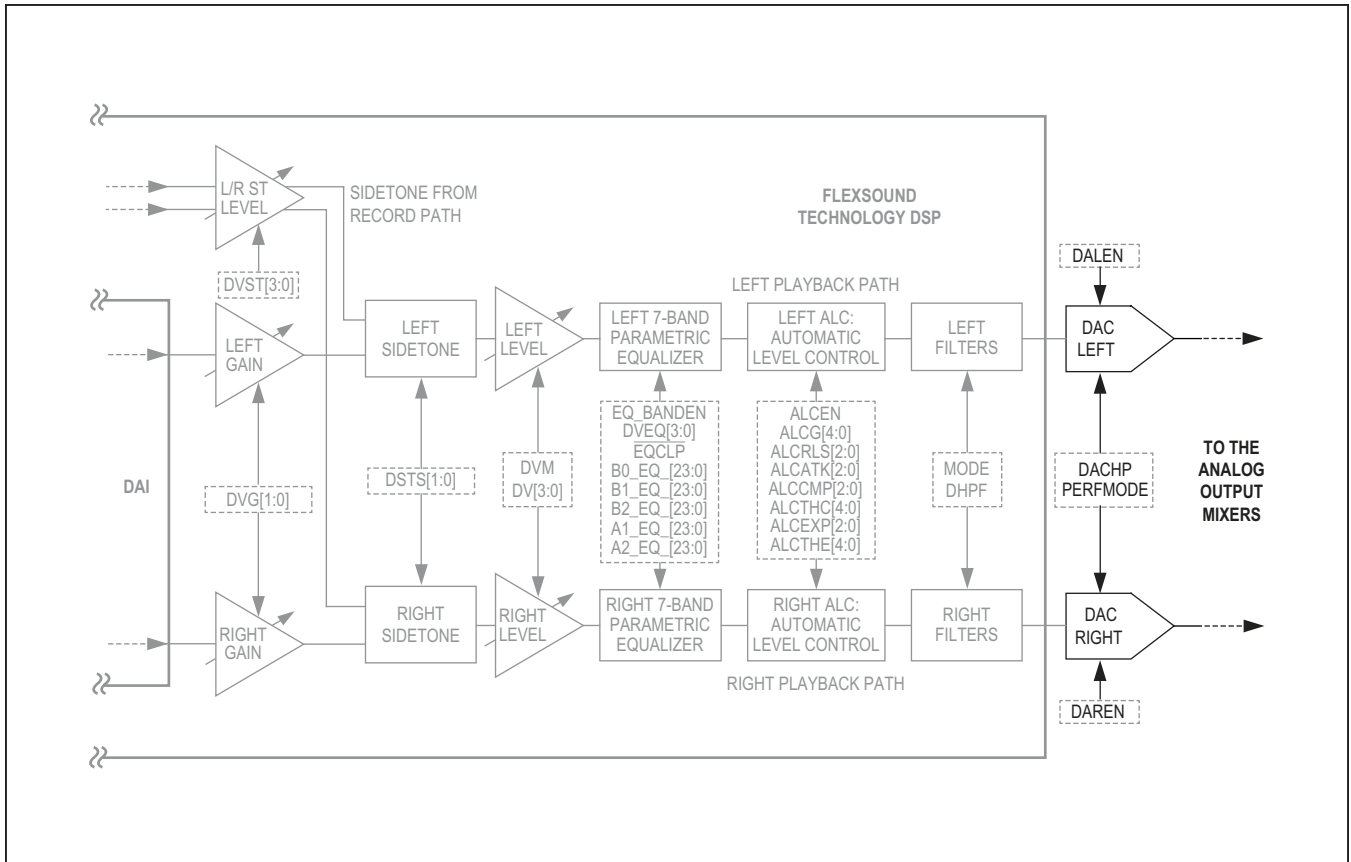 L/R ST
LEVEL
SIDETONE FROM
RECORD PATH
FLEXSOUND
TECHNOLOGY DSP
DVST[3:0]
LEFT PLAYBACK PATH
DALEN
LEFT
GAIN
LEFT
SIDETONE
LEFT
LEVEL
LEFT 7-BAND
PARAMETRIC
EQUALIZER
LEFT ALC:
AUTOMATIC
LEVEL CONTROL
LEFT
FILTERS
DAC
LEFT
DAI
DVG[1:0]
DSTS[1:0]
DVM
DV[3:0]
EQ_BANDEN
DVEQ[3:0]
EQCLP
B0_EQ_[23:0]
B1_EQ_[23:0]
B2_EQ_[23:0]
A1_EQ_[23:0]
A2_EQ_[23:0]
ALCEN
ALCG[4:0]
ALCRLS[2:0]
ALCATK[2:0]
ALCCMP[2:0]
ALCTHC[4:0]
ALCEXP[2:0]
ALCTHE[4:0]
MODE
DHPF
DACHP
PERFMODE
TO THE
ANALOG
OUTPUT
MIXERS
RIGHT
GAIN
RIGHT
SIDETONE
RIGHT
LEVEL
RIGHT 7-BAND
PARAMETRIC
EQUALIZER
RIGHT ALC:
AUTOMATIC
LEVEL CONTROL
RIGHT
FILTERS
DAC
RIGHT
RIGHT PLAYBACK PATH
DAREN